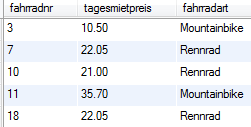 fahrradnr tagesmietpreis fahrradart
3 10.50 Mountainbike
7 22.05 Rennrad
10 21.00 Rennrad
11 35.70 Mountainbike
18 22.05 Rennrad